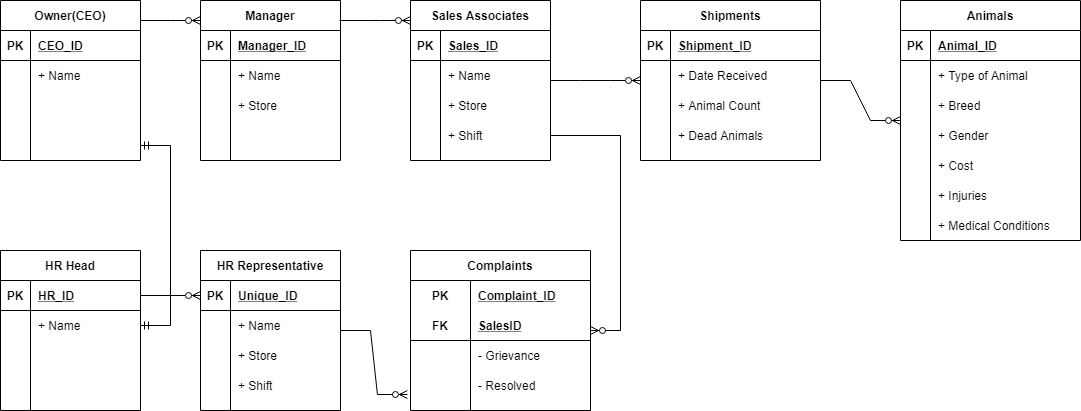 Owner(CEO)
PK CEO_ID
+ Name
Manager
PK Manager_ID
+ Name
+ Store
Sales Associates
PK Sales_ID
+ Name
+ Store
+ Shift
Shipments
PK Shipment_ID
+ Date Received
+ Animal Count
+ Dead Animals
Animals
PK Animal_ID
+ Type of Animal
+ Breed
+ Gender
+ Cost
+ Injuries
+ Medical Conditions
HR Head
PK HR_ID
+ Name
HR Representative
PK Unique_ID
+ Name
+ Store
+ Shift
Complaints
PK Complaint_ID
FK SalesID
- Grievance
- Resolved